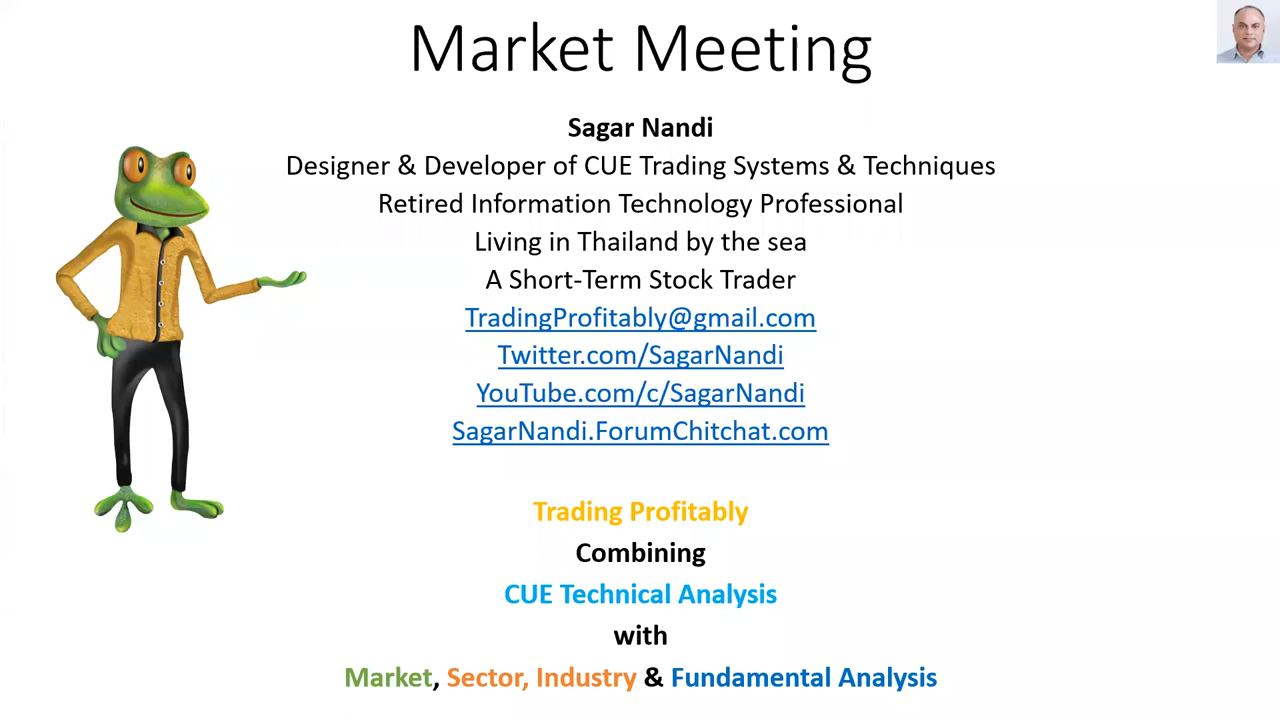 Market Meeting
Sagar Nandi
Designer & Developer of CUE Trading Systems & Techniques
Retired Information Technology Professional
Living in Thailand by the sea
A Short-Term Stock Trader
TradingProfitably@gmail.com
Twitter.com/SagarNandi
YouTube.com/c/SagarNandi
SagarNandi.ForumChitchat.com
Trading Profitably
Combining
CUE Technical Analysis
with
Market, Sector, Industry & Fundamental Analysis